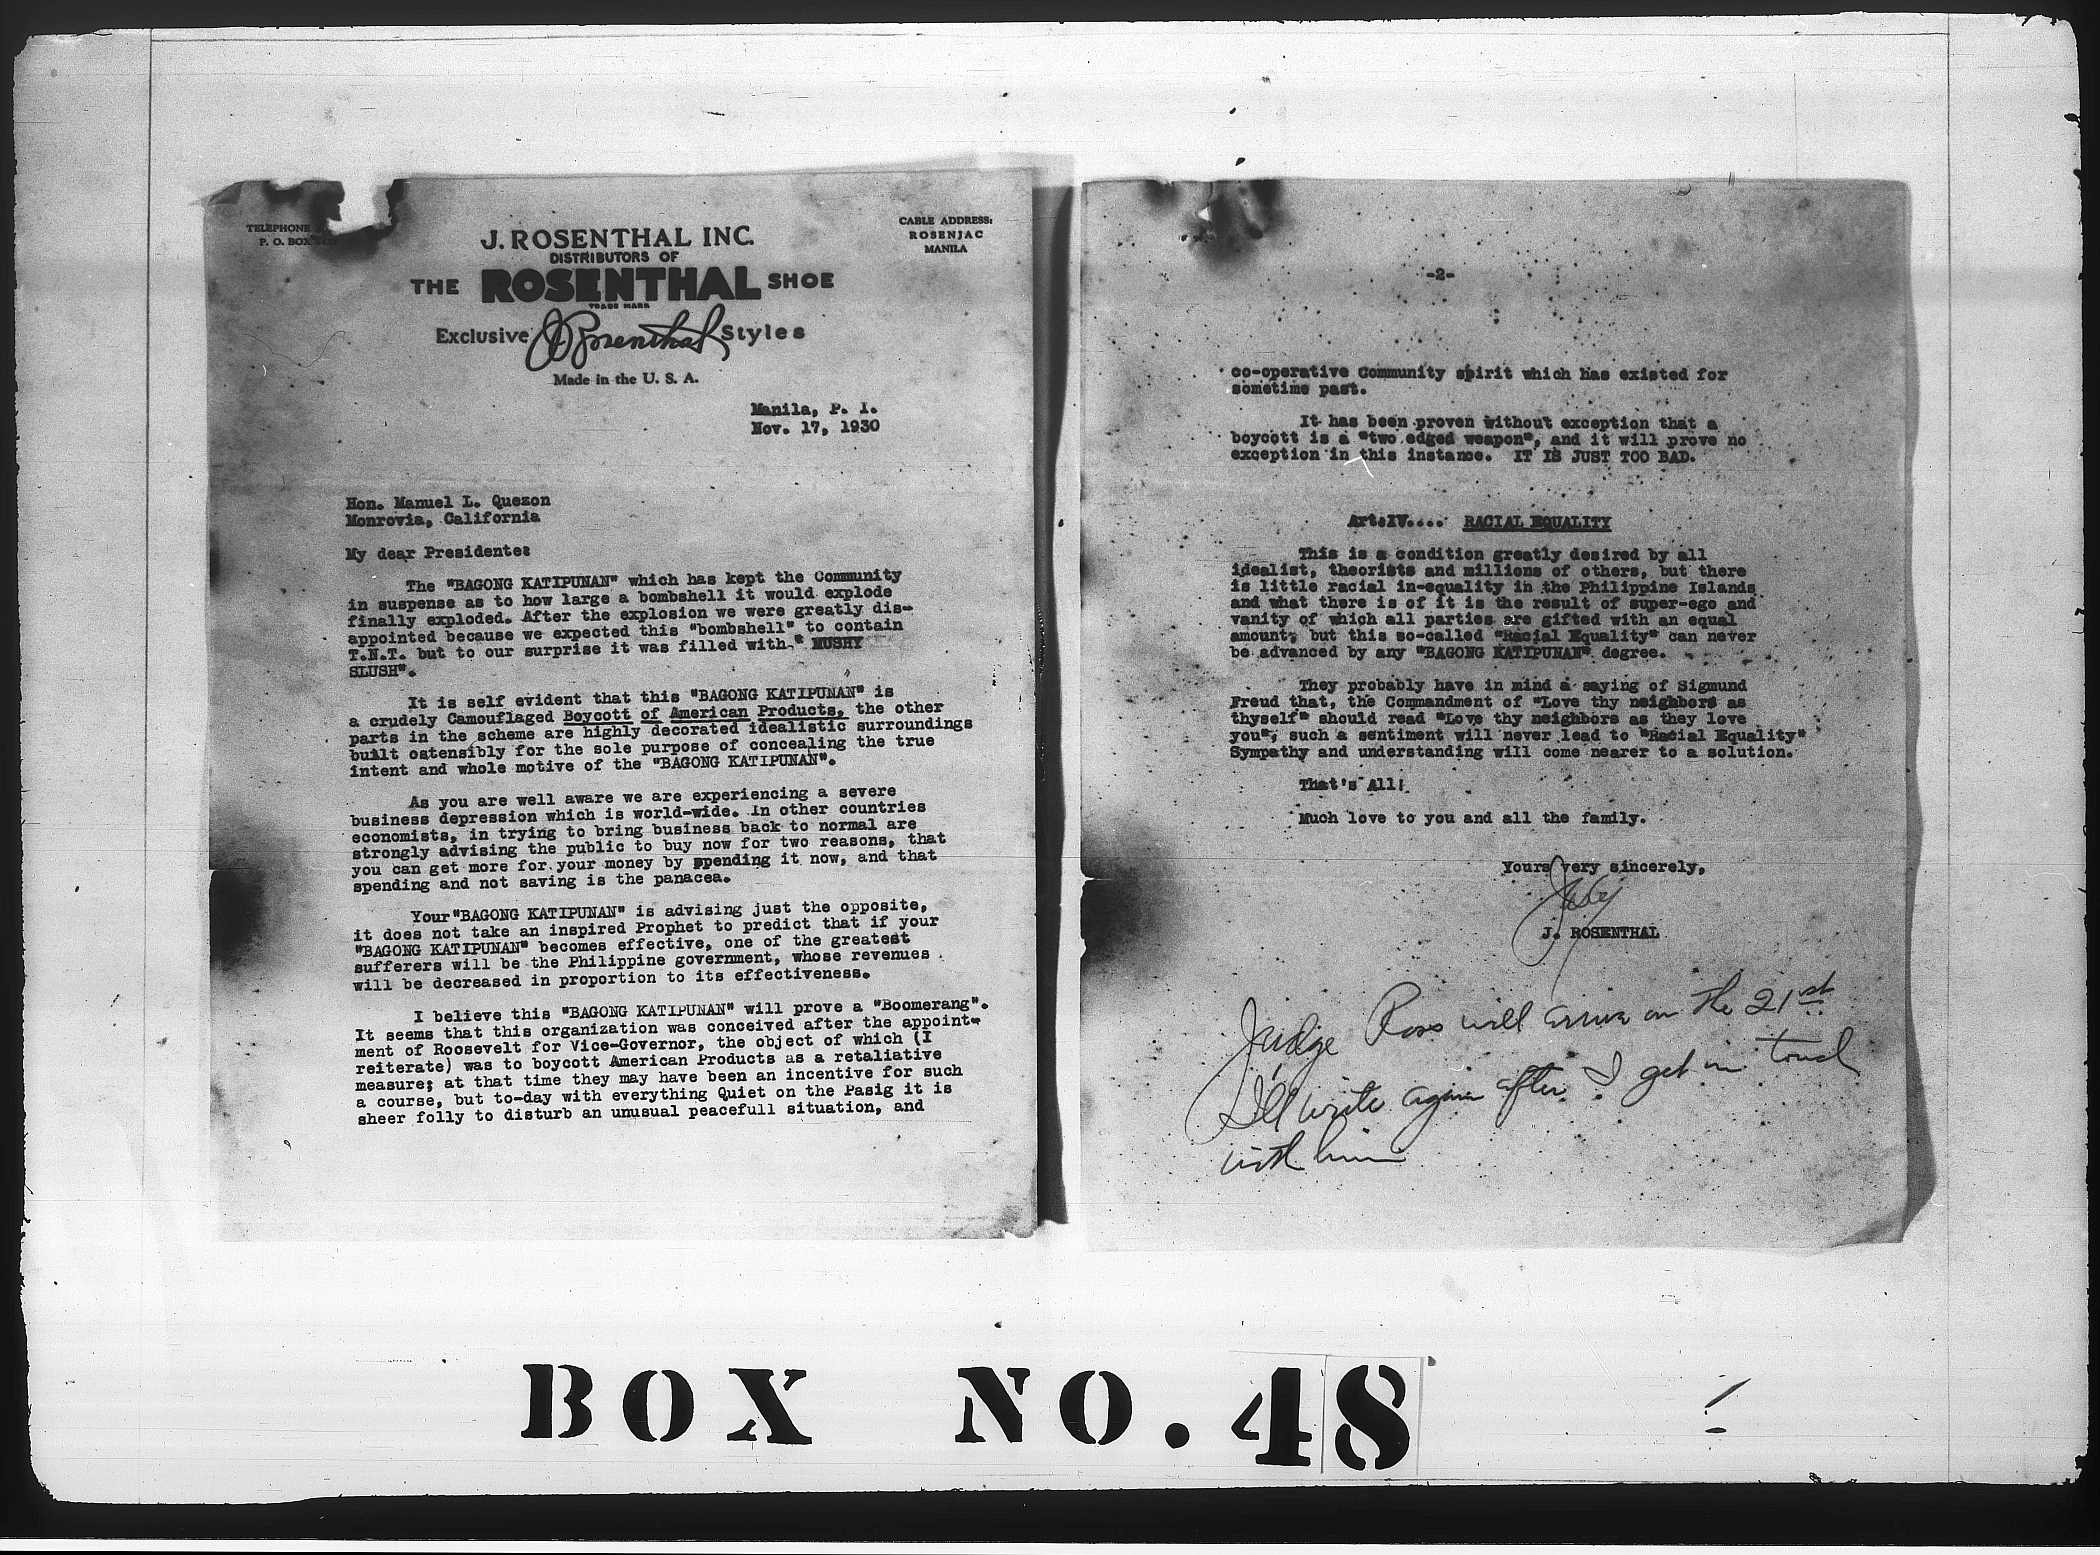 TELEPHONE
P. O. BOX
J. ROSENTHAL INC.
DISTRIBUTORS OF
THE ROSENTHAL SHOE
TRADE MARK
Exclusive J Rosenthal Styles
Made in the U. S. A.
CABLE ADDRESS:
ROSENJAC
MANILA
Manila, P. I.
Nov. 17, 1930
Hon. Manuel L. Quezon
Monrovia, California
My dear Presidente:
The "BAGONG KATIPUNAN" which has kept the Community
in suspense as to how large a bombshell it would explode
finally exploded. After the explosion we were greatly dis-
appointed because we expected this "bombshell" to contain
T.N.T. but to our surprise it was filled with " MUSHY
SLUSH".
It is self evident that this "BAGONG KATIPUNAN" is
a crudely Camouflaged Boycott of American Products, the other
parts in the scheme are highly decorated idealistic surroundings
built ostensibly for the sole purpose of concealing the true
intent and whole motive of the "BAGONG KATIPUNAN".
As you are well aware we are experiencing a severe
business depression which is world-wide. In other countries
economists, in trying to bring business back to normal are
strongly advising the public to buy now for two reasons, that
you can get more for your money by spending it now, and that
spending and not saving is the panacea.
Your "BAGONG KATIPUNAN" is advising just the opposite,
it does not take an inspired Prophet to predict that if your
"BAGONG KATIPUNAN" becomes effective, one of the greatest
sufferers will be the Philippine government, whose revenues
will be decreased in proportion to its effectiveness.
I believe this "BAGONG KATIPUNAN" will prove a "Boomerang".
It seems that this organization was conceived after the appoint-
ment of Roosevelt for Vice-Governor, the object of which (I
reiterate) was to boycott American Products as a retaliative
measure; at that time they may have been an incentive for such
a course, but to-day with everything Quiet on the Pasig it is
sheer folly to disturb an unusual peacefull situation, and
-2-
co-operative Community spirit which has existed for
sometime past.
It has been proven without exception that a
boycott is a "two edged weapon", and it will prove no
exception in this instance. IT IS JUST TOO BAD.
Art.IV.... RACIAL EQUALITY
This is a condition greatly desired by all
idealist, theorists and millions of others, but there
is little racial in-equality in the Philippine Islands
and what there is of it is the result of super-ego and
vanity of which all parties are gifted with an equal
amount, but this so-called "Racial Equality" can never
be advanced by any "BAGONG KATIPUNAN" degree.
They probably have in mind a saying of Sigmund
Freud that, the Commandment of "Love thy neighbors as
thyself" should read "Love thy neighbors as they love
you", such a sentiment will never lead to "Racial Equality"
Sympathy and understanding will come nearer to a solution.
That's All!
Much love to you and all the family.
Yours very sincerely,
Jake
J. ROSENTHAL
Judge Ross will arrive on the 21st
I'll write again after I get in touch
with him
BOX NO. 48